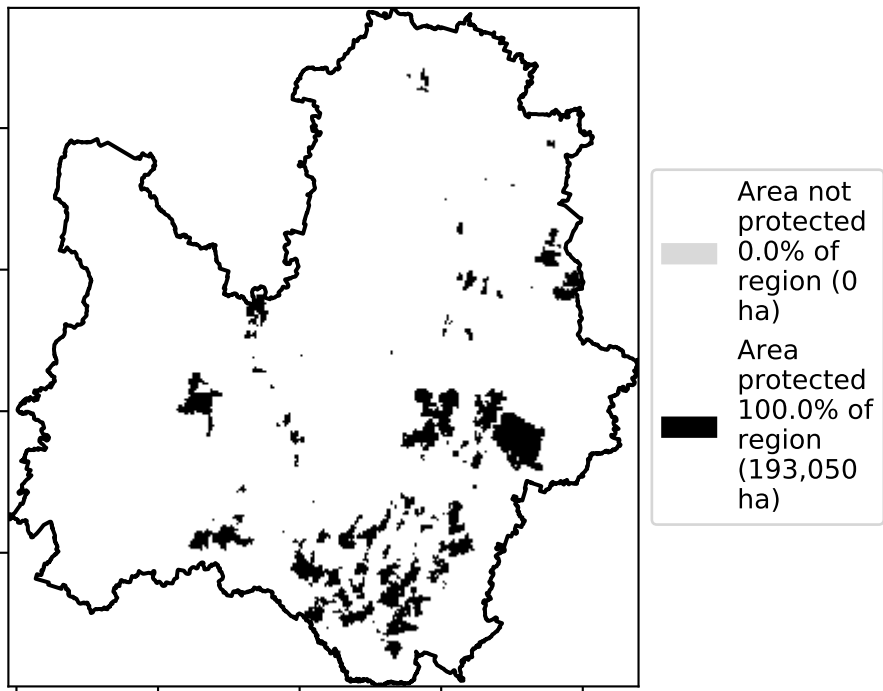 Area not
protected
0.0% of
region (0
ha)
Area
protected
100.0% of
region
(193,050
ha)